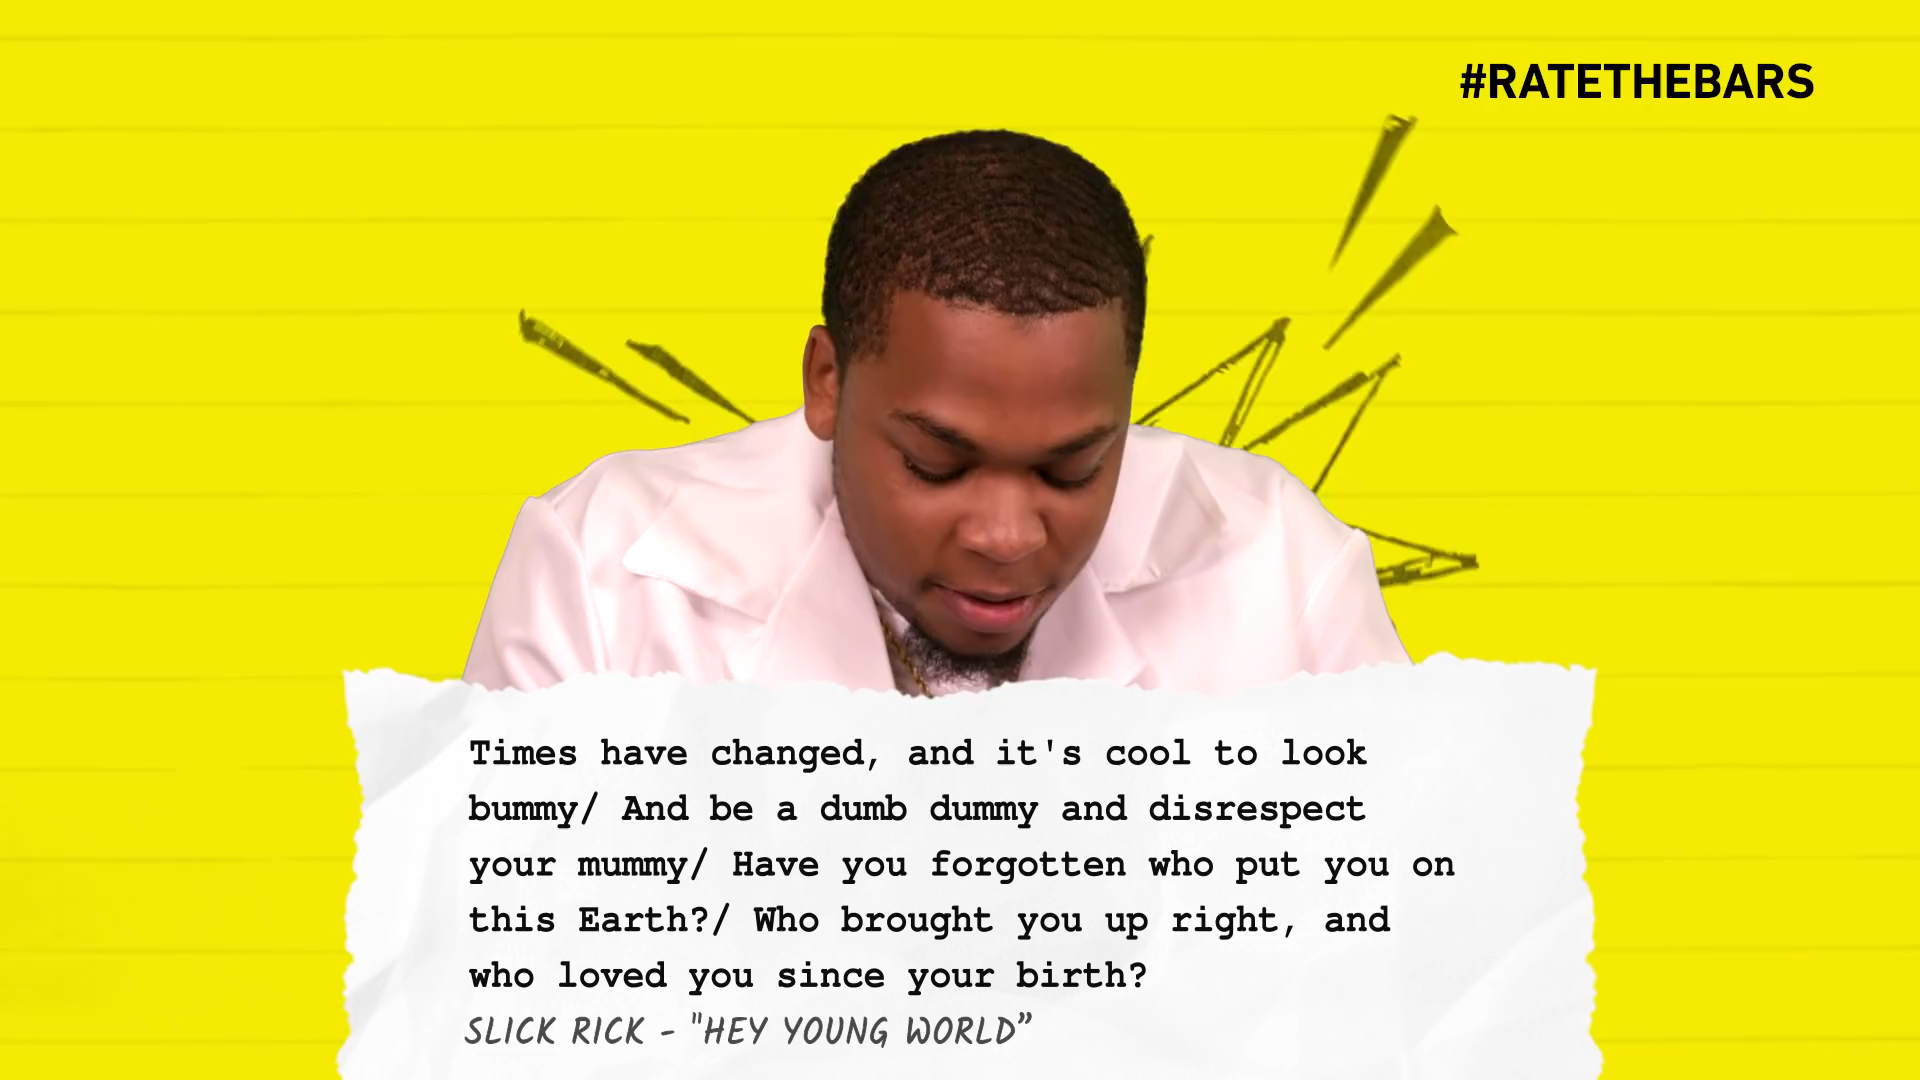 #RATETHEBARS
Times have changed, and it's cool to look
bummy/ And be a dumb dummy and disrespect
your mummy/ Have you forgotten who put you on
this Earth?/ Who brought you up right, and
who loved you since your birth?
SLICK RICK - "HEY YOUNG WORLD”